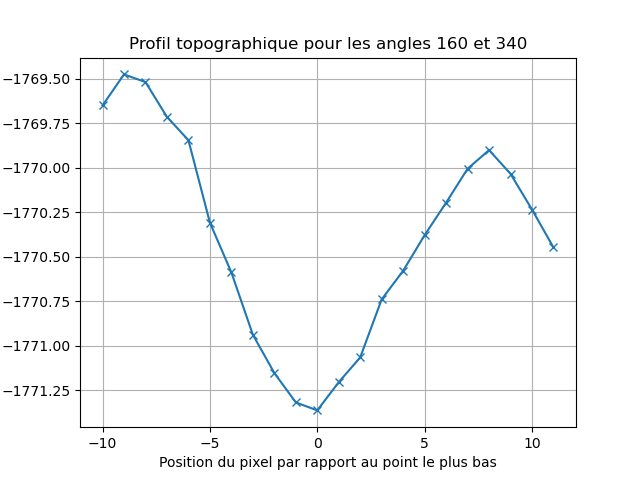 Profil topographique pour les angles 160 et 340
−1769.50
−1769.75
−1770.00
−1770.25
−1770.50
−1770.75
−1771.00
−1771.25
−10 −5 0 5 10
Position du pixel par rapport au point le plus bas